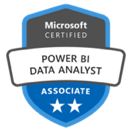 Microsoft
CERTIFIED
POWER BI
DATA ANALYST
ASSOCIATE